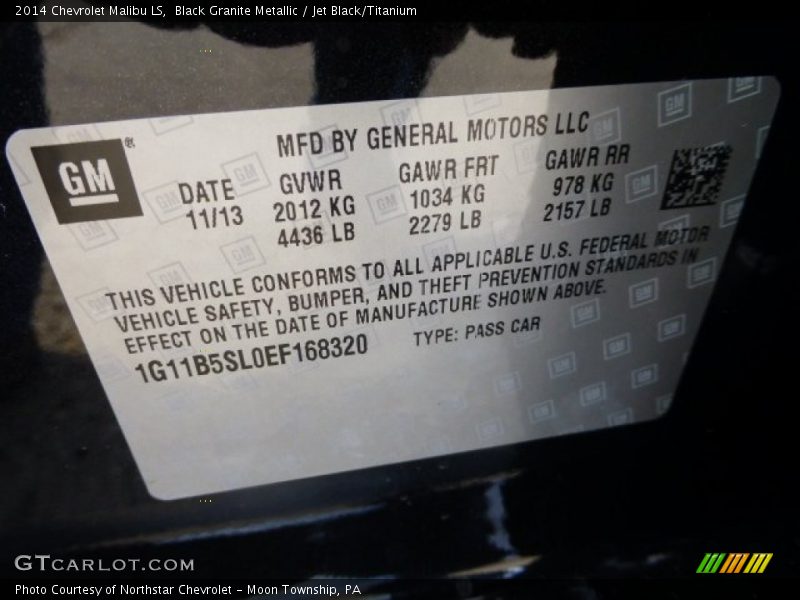 2014 Chevrolet Malibu LS, Black Granite Metallic / Jet Black/Titanium
GM ®
MFD BY GENERAL MOTORS LLC
DATE GVWR GAWR FRT GAWR RR
11/13 2012 KG 1034 KG 978 KG
4436 LB 2279 LB 2157 LB
THIS VEHICLE CONFORMS TO ALL APPLICABLE U.S. FEDERAL MOTOR
VEHICLE SAFETY, BUMPER, AND THEFT PREVENTION STANDARDS IN
EFFECT ON THE DATE OF MANUFACTURE SHOWN ABOVE.
1G11B5SL0EF168320 TYPE: PASS CAR
GTCARLOT.COM
Photo Courtesy of Northstar Chevrolet - Moon Township, PA